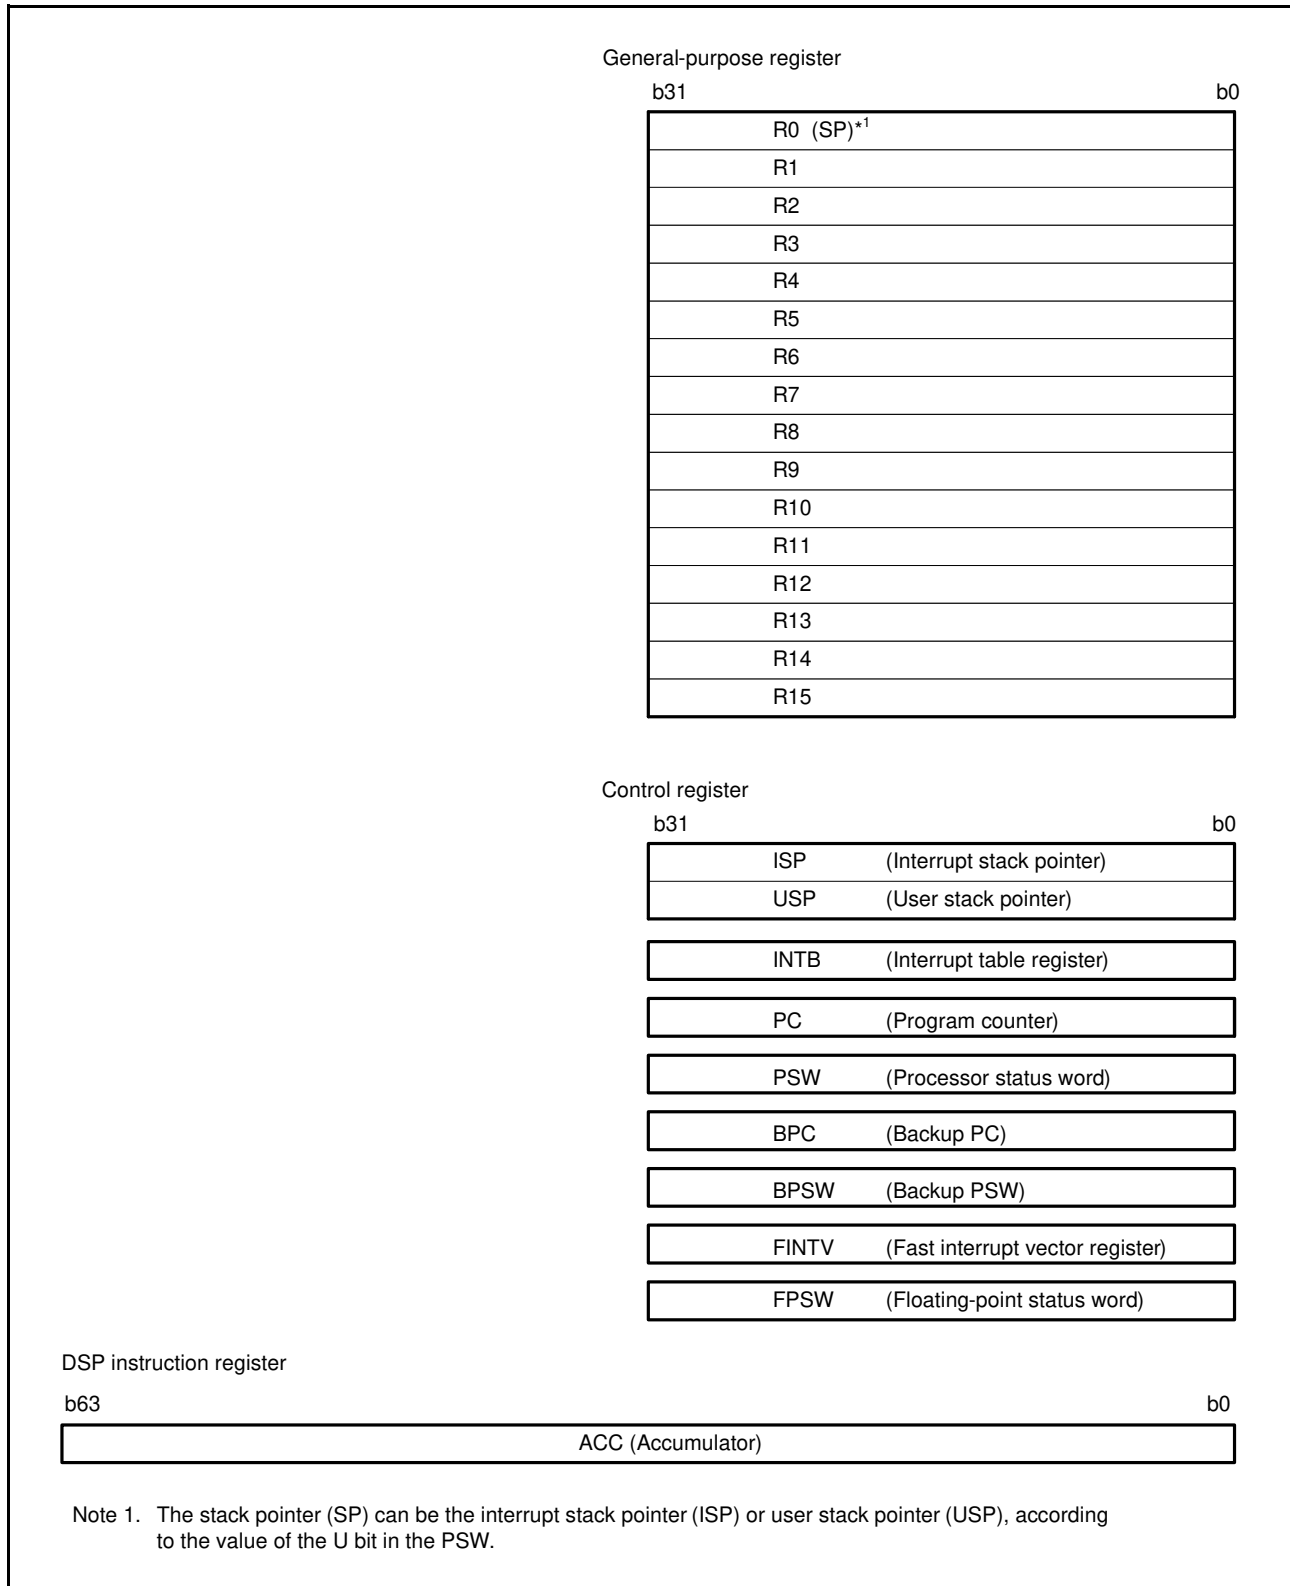 General-purpose register
b31 b0
R0 (SP)*1
R1
R2
R3
R4
R5
R6
R7
R8
R9
R10
R11
R12
R13
R14
R15
Control register
b31 b0
ISP (Interrupt stack pointer)
USP (User stack pointer)
INTB (Interrupt table register)
PC (Program counter)
PSW (Processor status word)
BPC (Backup PC)
BPSW (Backup PSW)
FINTV (Fast interrupt vector register)
FPSW (Floating-point status word)
DSP instruction register
b63 b0
ACC (Accumulator)
Note 1. The stack pointer (SP) can be the interrupt stack pointer (ISP) or user stack pointer (USP), according
to the value of the U bit in the PSW.